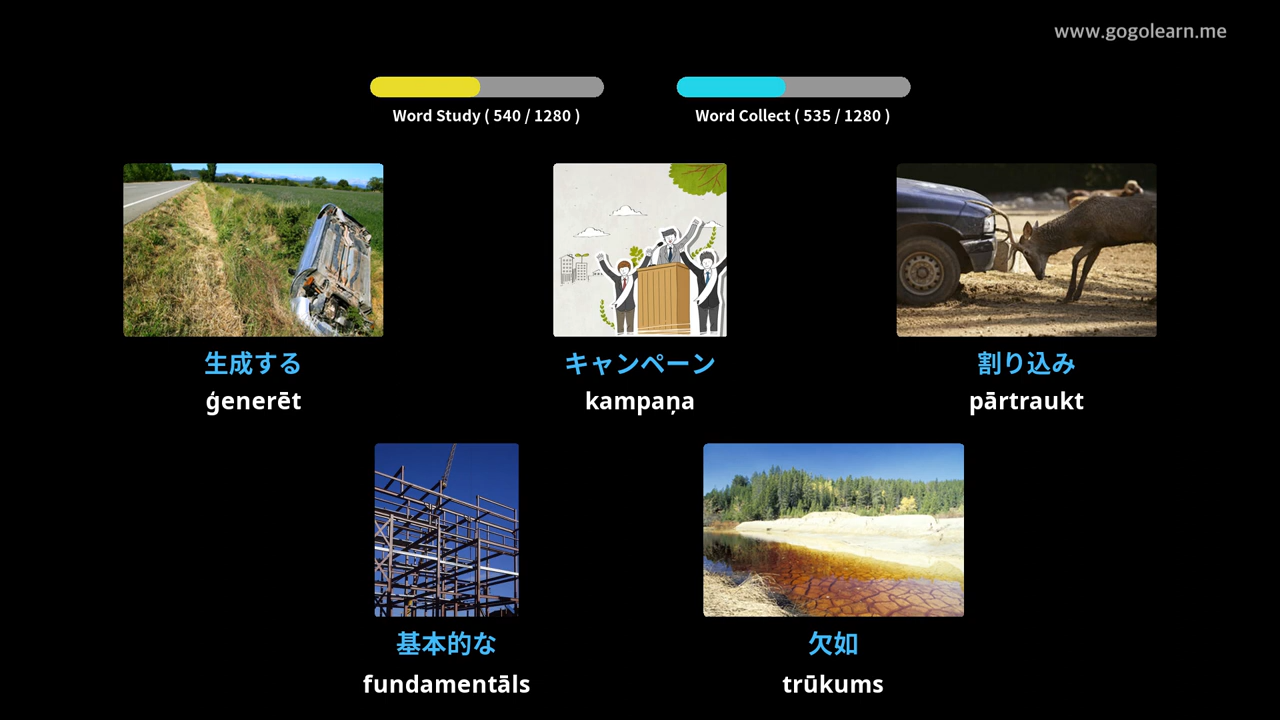 www.gogolearn.me
Word Study ( 540 / 1280 )
Word Collect ( 535 / 1280 )
生成する
ģenerēt
キャンペーン
kampaņa
割り込み
pārtraukt
基本的な
fundamentāls
欠如
trūkums